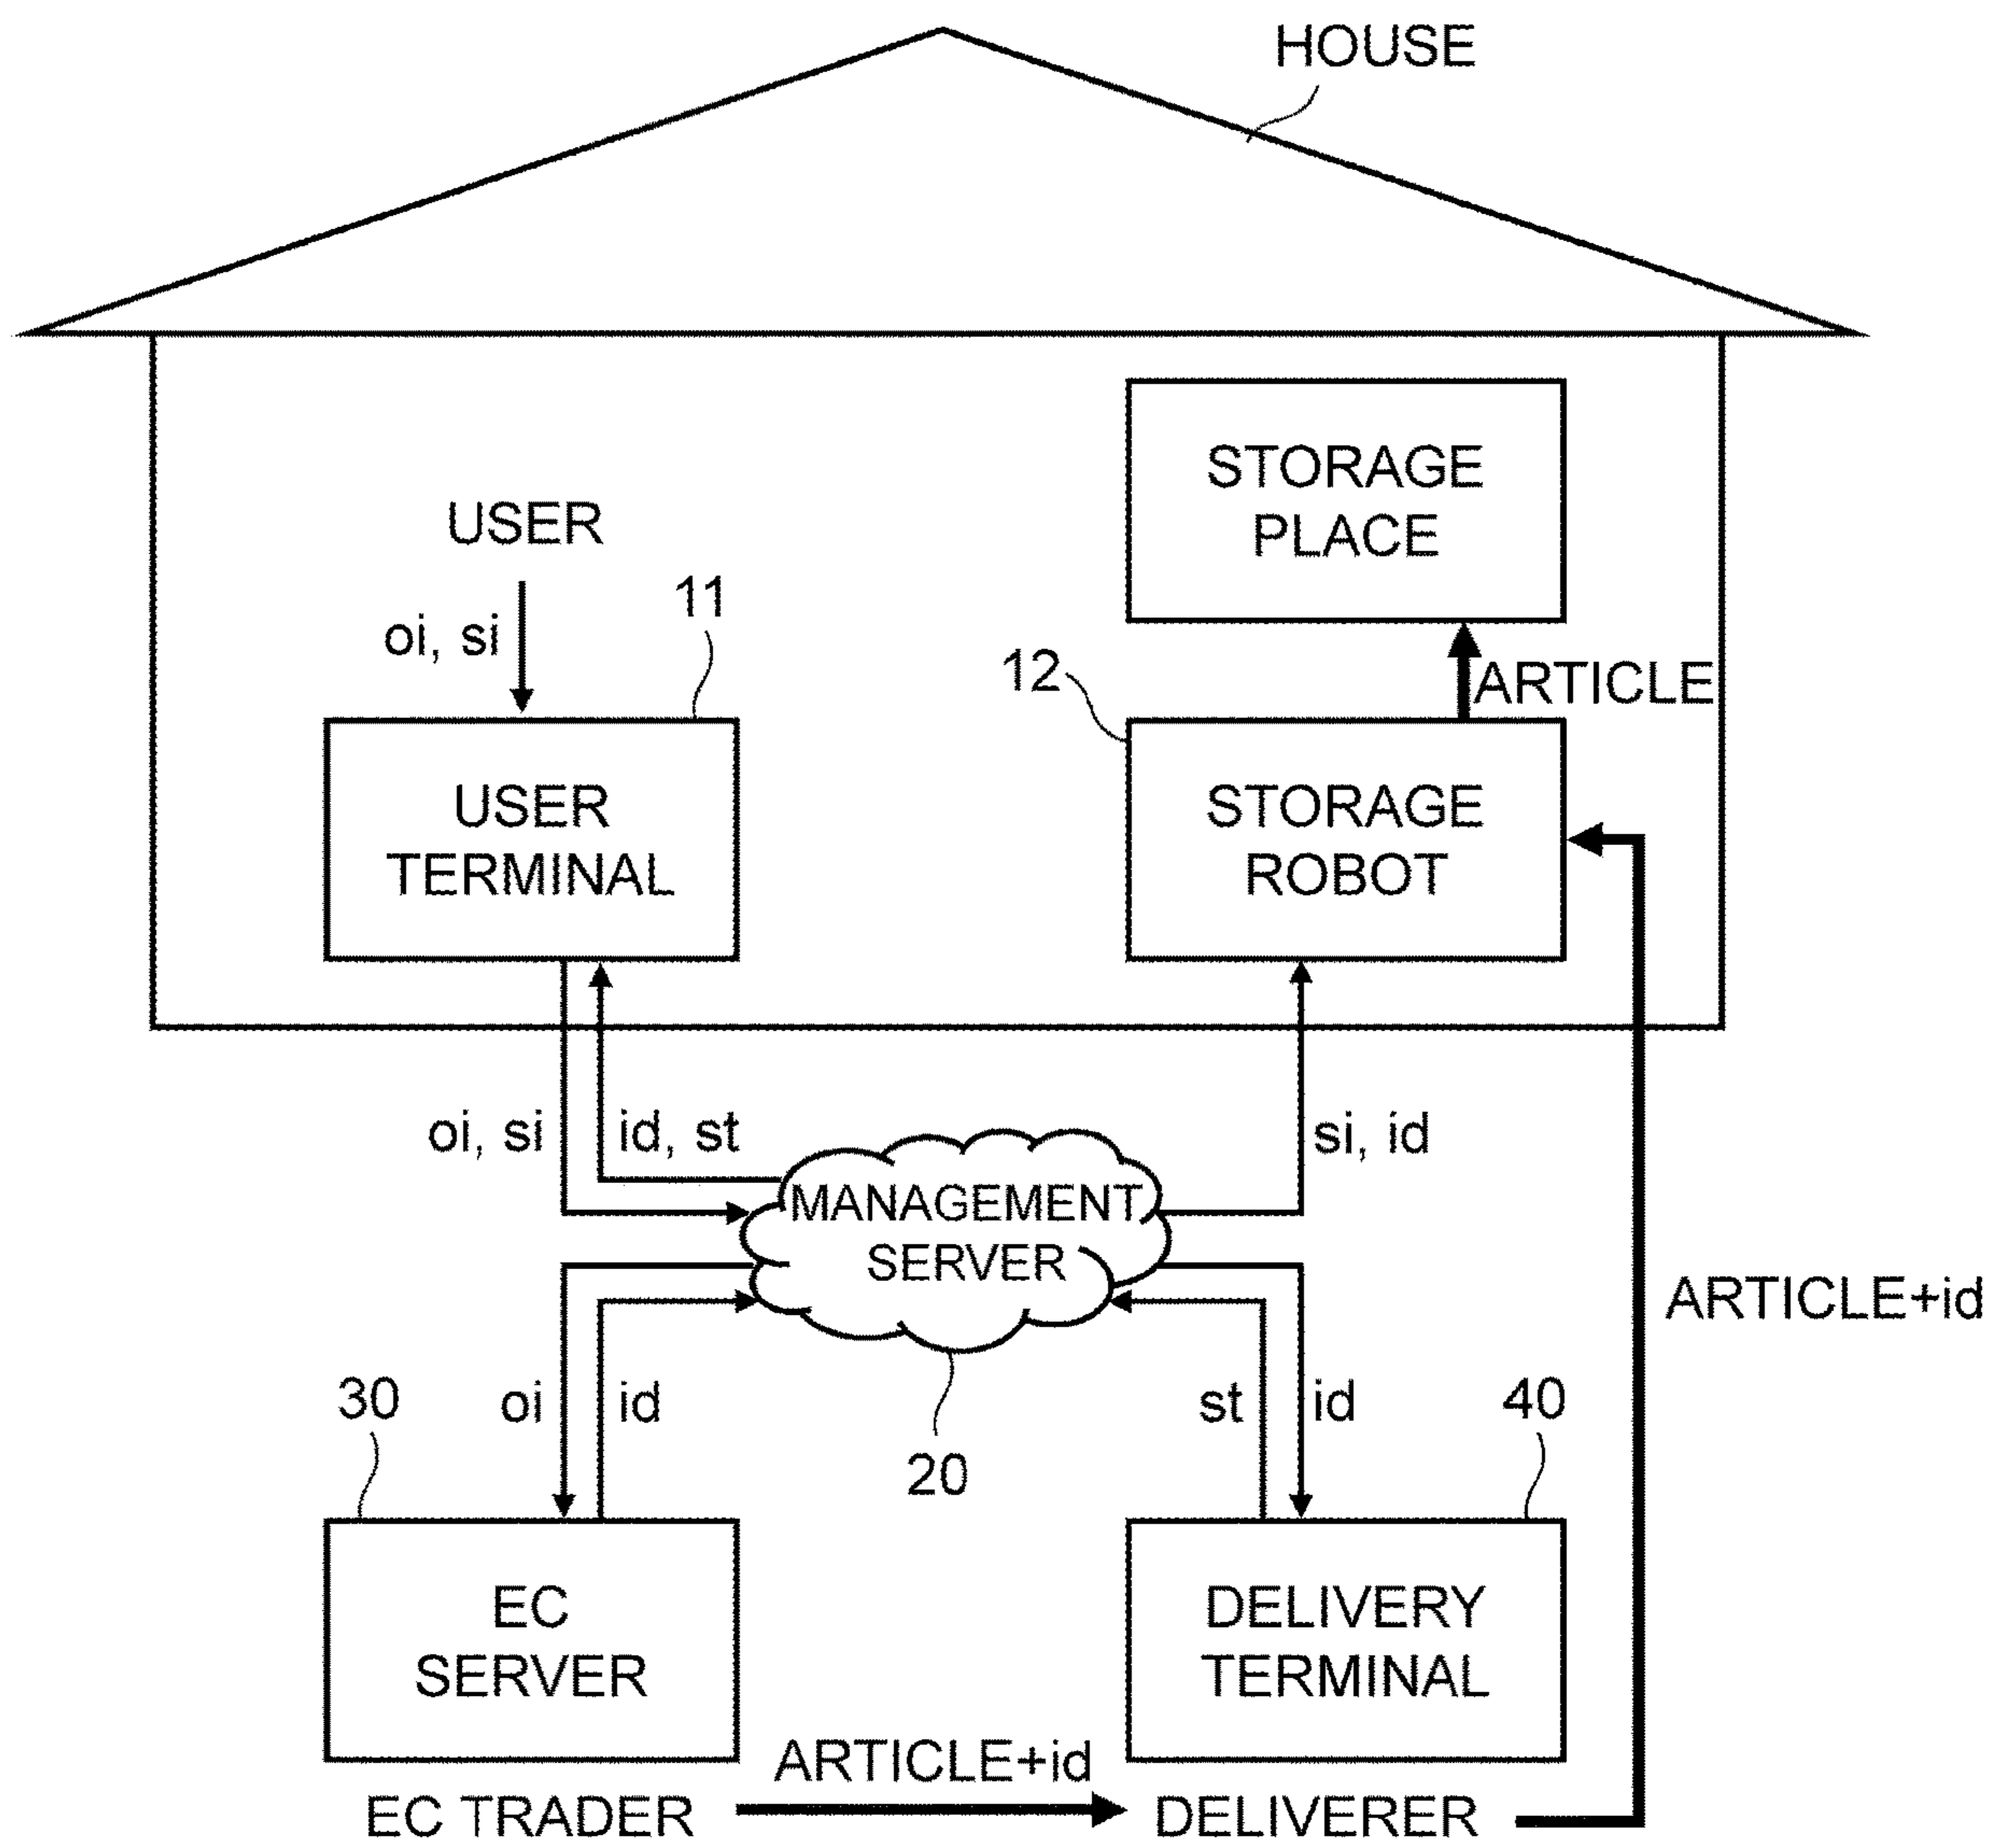 HOUSE
STORAGE
PLACE
USER
oi, si
11
12
ARTICLE
USER
TERMINAL
STORAGE
ROBOT
oi, si
id, st
si, id
MANAGEMENT
SERVER
ARTICLE+id
30
oi
id
20
st
id
40
EC
SERVER
DELIVERY
TERMINAL
ARTICLE+id
EC TRADER
DELIVERER